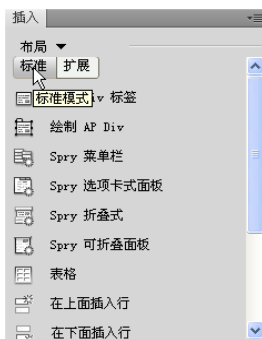 插入
布局
标准 扩展
标准模式 iv 标签
绘制 AP Div
Spry 菜单栏
Spry 选项卡式面板
Spry 折叠式
Spry 可折叠面板
表格
在上面插入行
在下面插入行